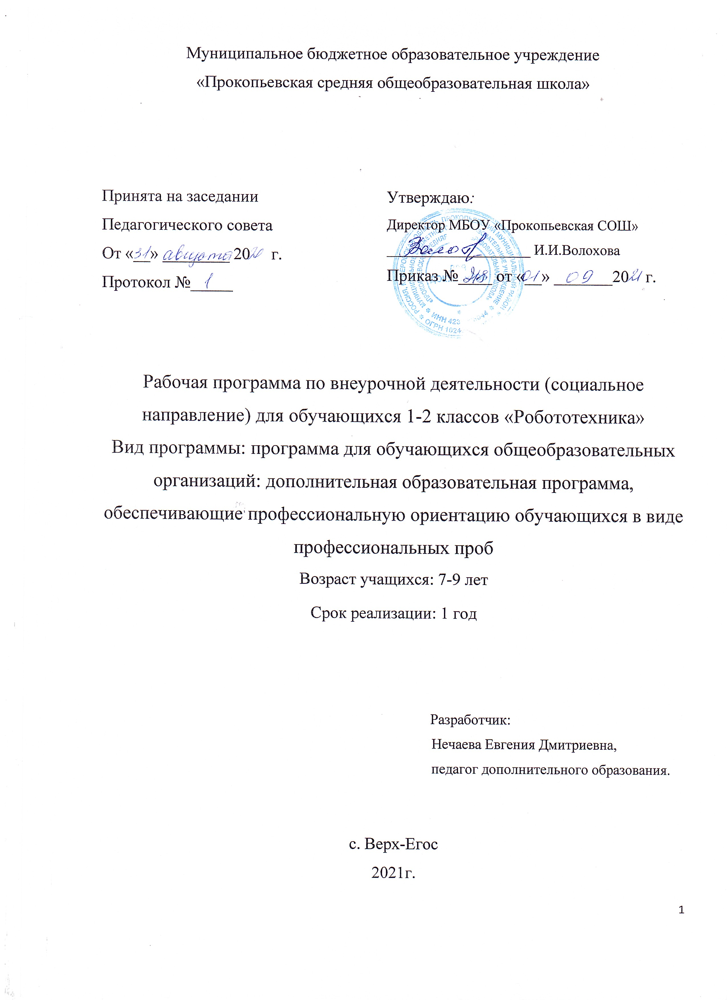 Муниципальное бюджетное образовательное учреждение
«Прокопьевская средняя общеобразовательная школа»
Принята на заседании
Педагогического совета
От «31» августа 2020 г.
Протокол № 1
Утверждаю:
Директор МБОУ «Прокопьевская СОШ»
И.И.Волохова
Приказ № от «01» 09 2021 г.
Рабочая программа по внеурочной деятельности (социальное
направление) для обучающихся 1-2 классов «Робототехника»
Вид программы: программа для обучающихся общеобразовательных
организаций: дополнительная образовательная программа,
обеспечивающие профессиональную ориентацию обучающихся в виде
профессиональных проб
Возраст учащихся: 7-9 лет
Срок реализации: 1 год
Разработчик:
Нечаева Евгения Дмитриевна,
педагог дополнительного образования.
с. Верх-Егос
2021г.
1